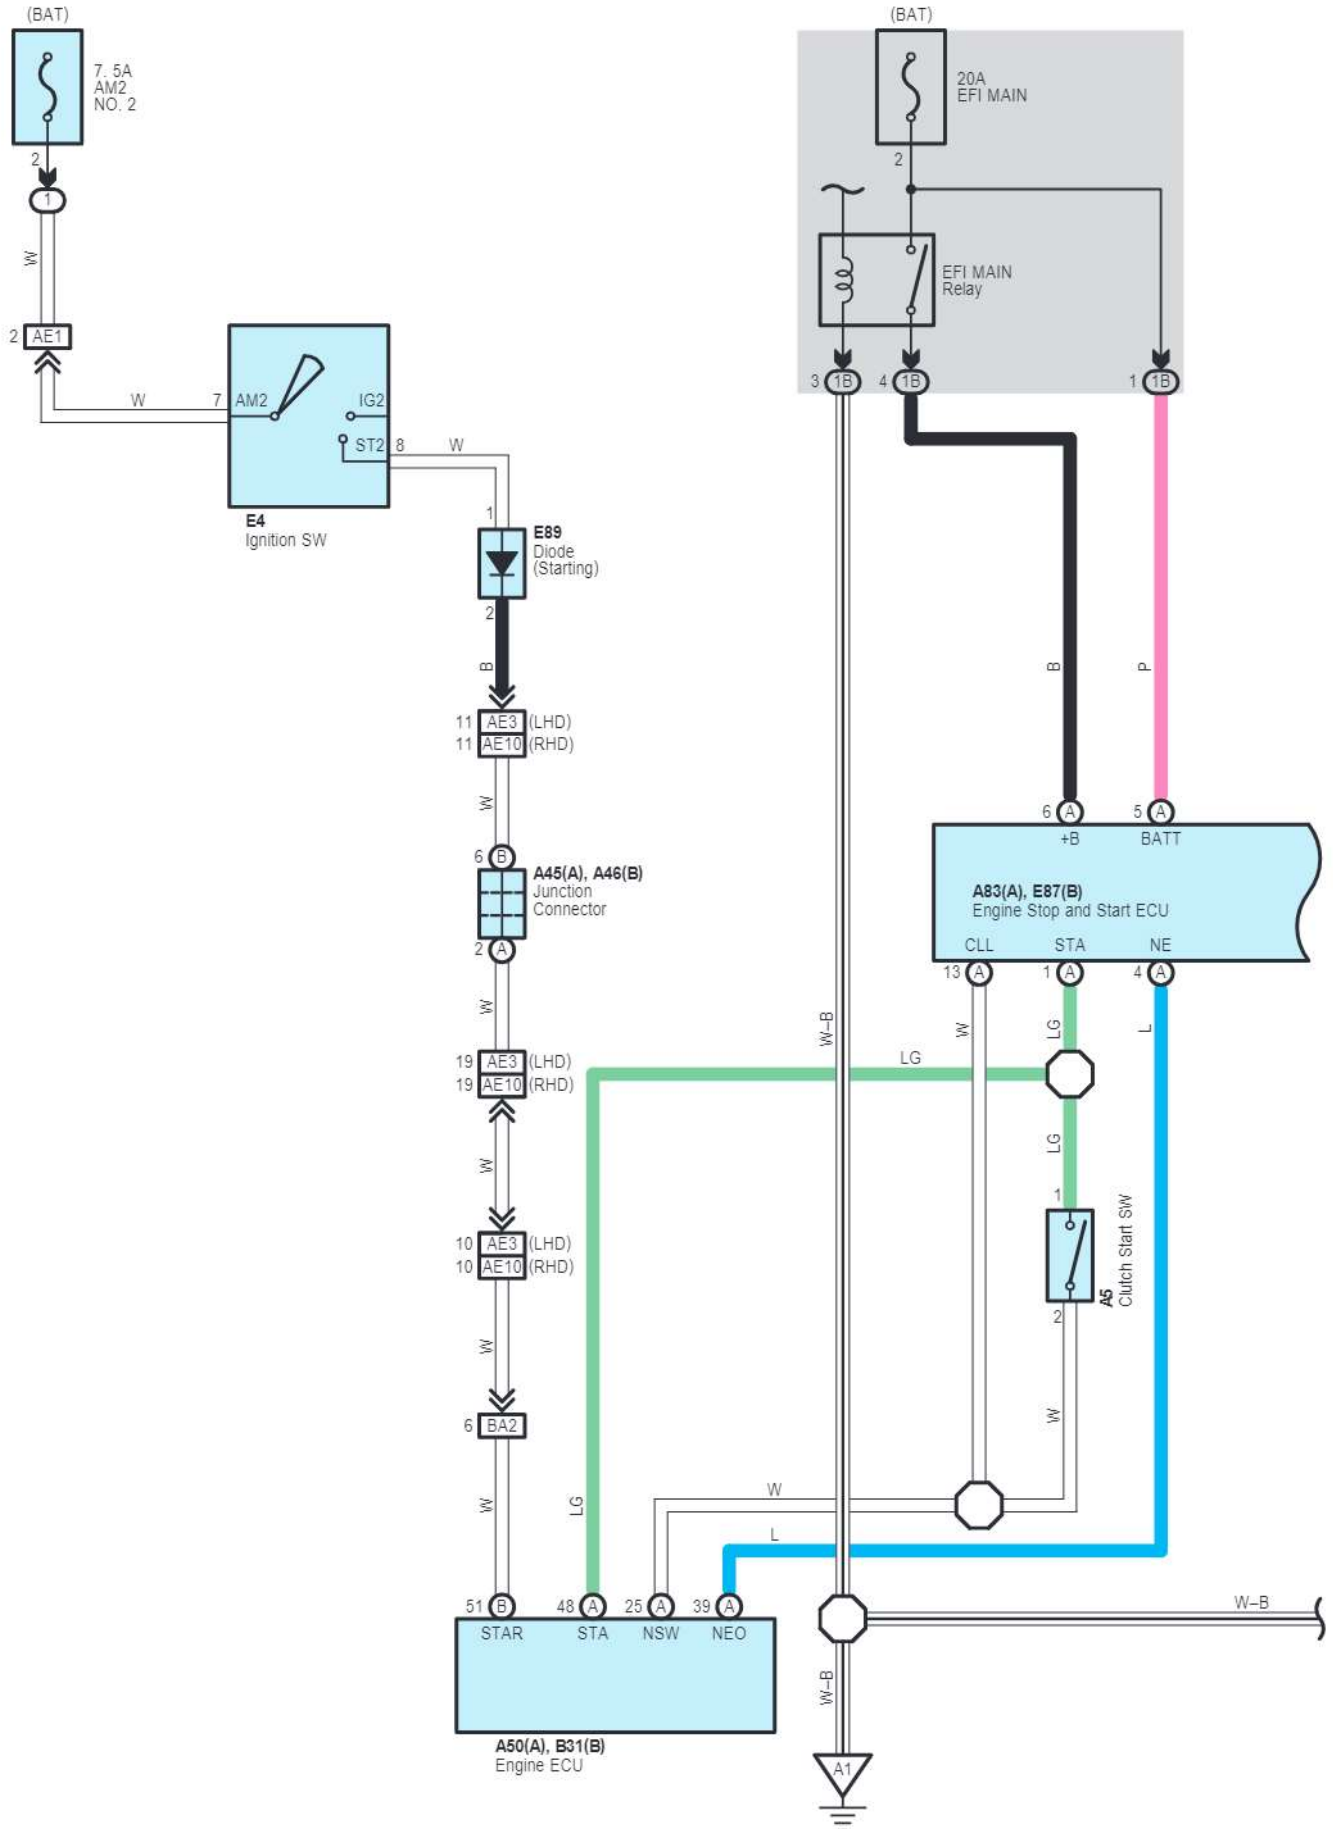 (BAT)
7. 5A
AM2
NO. 2
2
1
W
2 AE1
W
7 AM2
IG2
ST2 8
W
E4
Ignition SW
1
E89
Diode
(Starting)
2
B
11 AE3 (LHD)
11 AE10 (RHD)
W
6 B
A45(A), A46(B)
Junction
Connector
2 A
W
19 AE3 (LHD)
19 AE10 (RHD)
W
10 AE3 (LHD)
10 AE10 (RHD)
W
6 BA2
W
(BAT)
20A
EFI MAIN
2
EFI MAIN
Relay
3 1B
4 1B
1 1B
B
P
6 A
5 A
+B
BATT
A83(A), E87(B)
Engine Stop and Start ECU
CLL
STA
NE
13 A
1 A
4 A
W–B
W
LG
L
LG
LG
1
A5
Clutch Start SW
2
W
W
L
LG
51 B
48 A
25 A
39 A
STAR
STA
NSW
NEO
A50(A), B31(B)
Engine ECU
W–B
W–B
A1